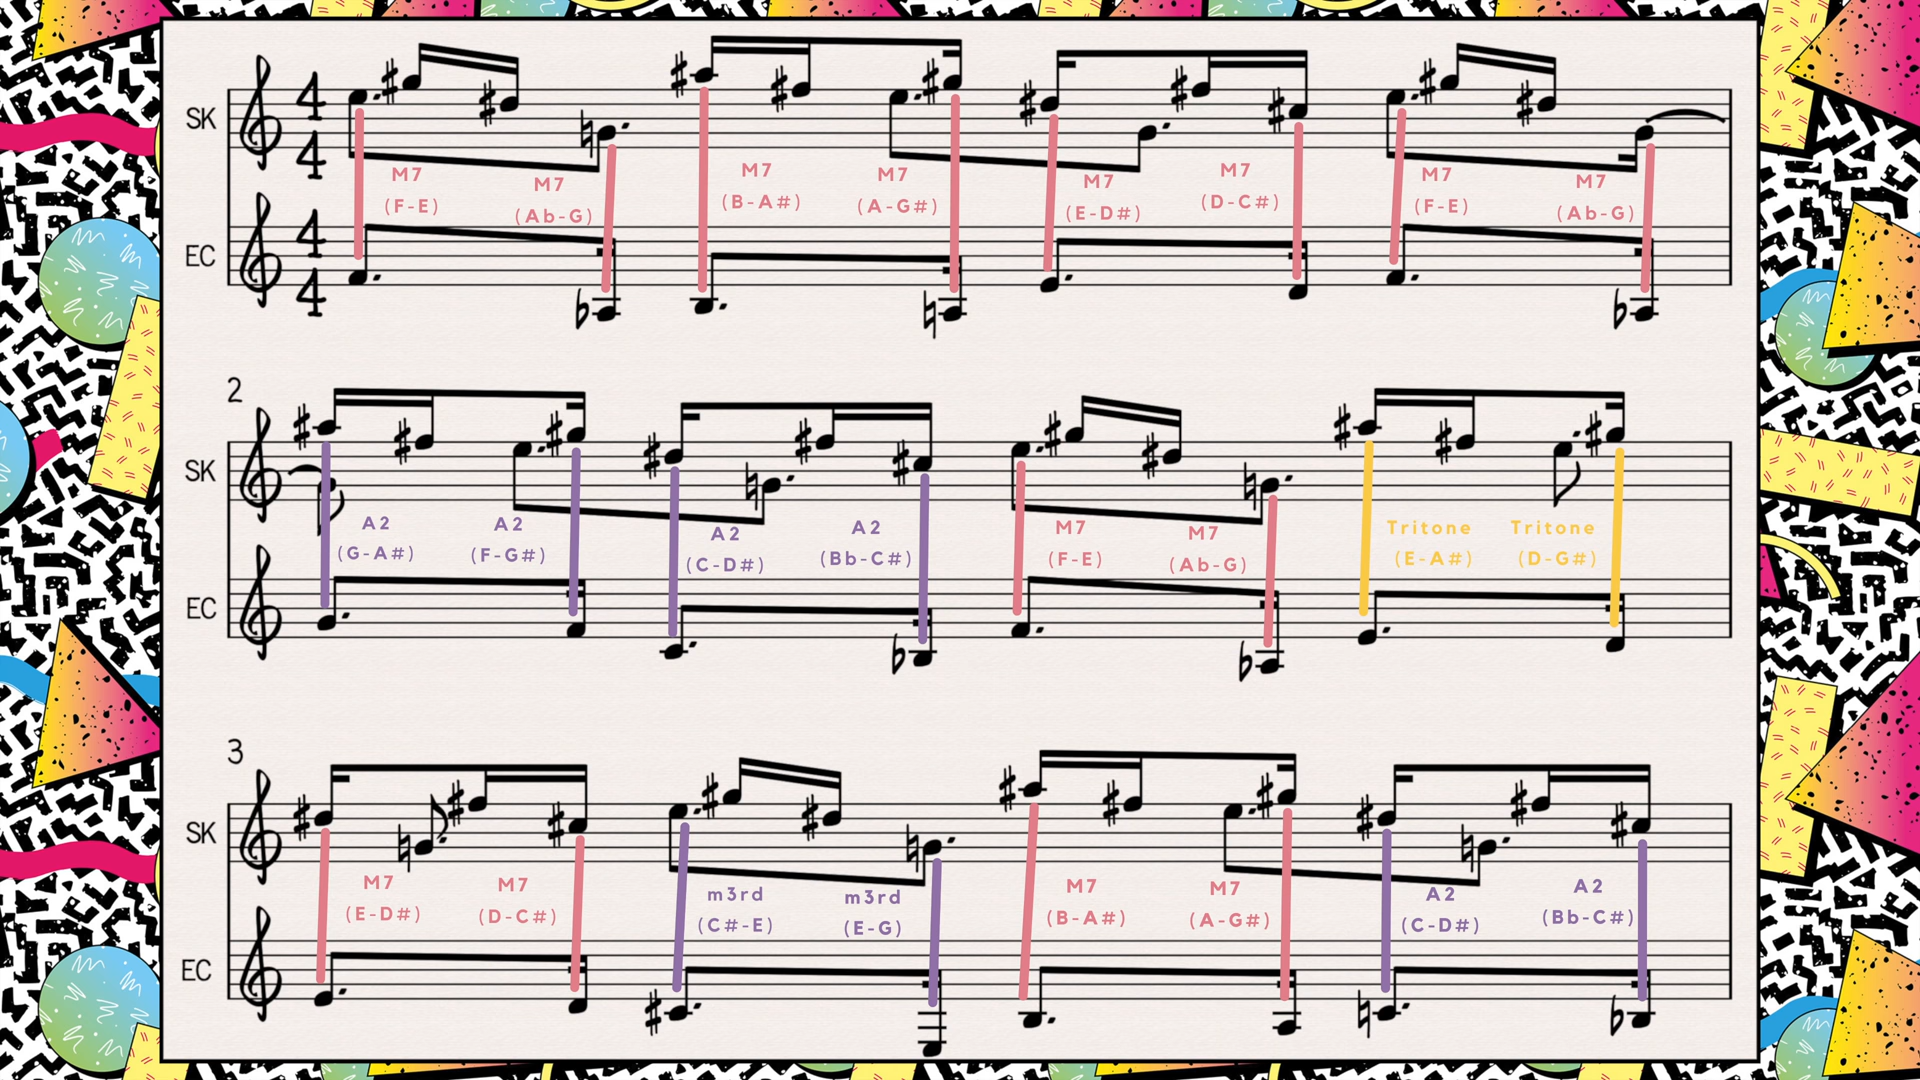 SK
4
4
M7
(F-E)
M7
(Ab-G)
M7
(B-A#)
M7
(A-G#)
M7
(E-D#)
M7
(D-C#)
M7
(F-E)
M7
(Ab-G)
EC
4
4
2
SK
A2
(G-A#)
A2
(F-G#)
A2
(C-D#)
A2
(Bb-C#)
M7
(F-E)
M7
(Ab-G)
Tritone
(E-A#)
Tritone
(D-G#)
EC
3
SK
M7
(E-D#)
M7
(D-C#)
m3rd
(C#-E)
m3rd
(E-G)
M7
(B-A#)
M7
(A-G#)
A2
(C-D#)
A2
(Bb-C#)
EC